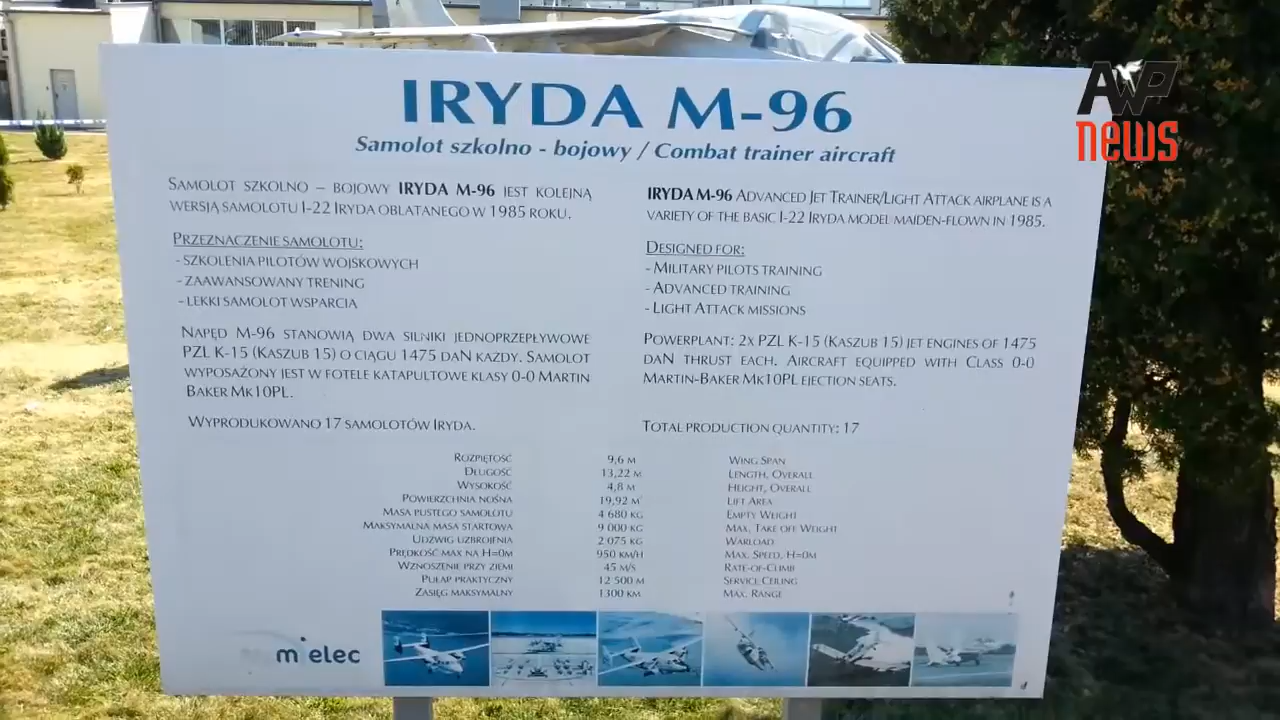 IRYDA M-96
Samolot szkolno - bojowy / Combat trainer aircraft
AWP
news
SAMOLOT SZKOLNO – BOJOWY IRYDA M-96 JEST KOLEJNĄ
WERSJĄ SAMOLOTU I-22 IRYDA OBLATANEGO W 1985 ROKU.
PRZEZNACZENIE SAMOLOTU:
- SZKOLENIA PILOTÓW WOJSKOWYCH
- ZAAWANSOWANY TRENING
- LEKKI SAMOLOT WSPARCIA
NAPĘD M-96 STANOWIĄ DWA SILNIKI JEDNOPRZEPŁYWOWE
PZL K-15 (KASZUB 15) O CIĄGU 1475 DAN KAŻDY. SAMOLOT
WYPOSAŻONY JEST W FOTELE KATAPULTOWE KLASY 0-0 MARTIN
BAKER MK10PL.
WYPRODUKOWANO 17 SAMOLOTÓW IRYDA.
IRYDA M-96 ADVANCED JET TRAINER/LIGHT ATTACK AIRPLANE IS A
VARIETY OF THE BASIC I-22 IRYDA MODEL MAIDEN-FLOWN IN 1985.
DESIGNED FOR:
- MILITARY PILOTS TRAINING
- ADVANCED TRAINING
- LIGHT ATTACK MISSIONS
POWERPLANT: 2X PZL K-15 (KASZUB 15) JET ENGINES OF 1475
DAN THRUST EACH. AIRCRAFT EQUIPPED WITH CLASS 0-0
MARTIN-BAKER MK10PL EJECTION SEATS.
TOTAL PRODUCTION QUANTITY: 17
ROZPIĘTOŚĆ 9,6 M WING SPAN
DŁUGOŚĆ 13,22 M LENGTH, OVERALL
WYSOKOŚĆ 4,8 M HEIGHT, OVERALL
POWIERZCHNIA NOŚNA 19,92 M LIFT AREA
MASA PUSTEGO SAMOLOTU 4 680 KG EMPTY WEIGHT
MAKSYMALNA MASA STARTOWA 9 000 KG MAX. TAKE OFF WEIGHT
UDZWIG UZBROJENIA 2 075 KG WARLOAD
PRĘDKOŚĆ MAX NA H=0M 950 KM/H MAX. SPEED, H=0M
WZNOSZENIE PRZY ZIEMI 45 M/S RATE-OF-CLIMB
PUŁAP PRAKTYCZNY 12 500 M SERVICE CEILING
ZASIĘG MAKSYMALNY 1300 KM MAX. RANGE
mielec